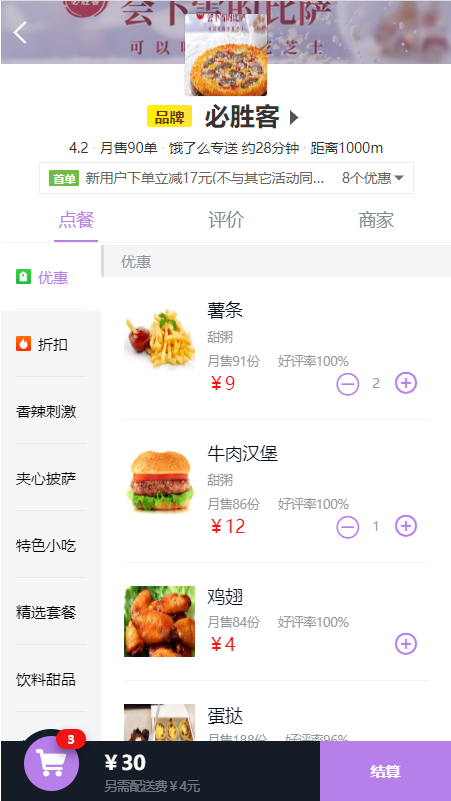 必胜客
会下需的比萨
可以
芝士
品牌 必胜客
4.2 · 月售90单 · 饿了么专送 约28分钟 · 距离1000m
首单 新用户下单立减17元(不与其它活动同... 8个优惠
点餐 评价 商家
优惠
折扣
香辣刺激
夹心披萨
特色小吃
精选套餐
饮料甜品
优惠
薯条
甜粥
月售91份 好评率100%
￥9 2
牛肉汉堡
甜粥
月售86份 好评率100%
￥12 1
鸡翅
月售84份 好评率100%
￥4
蛋挞
月售188份 好评率96%
3
￥30
另需配送费￥4元
结算